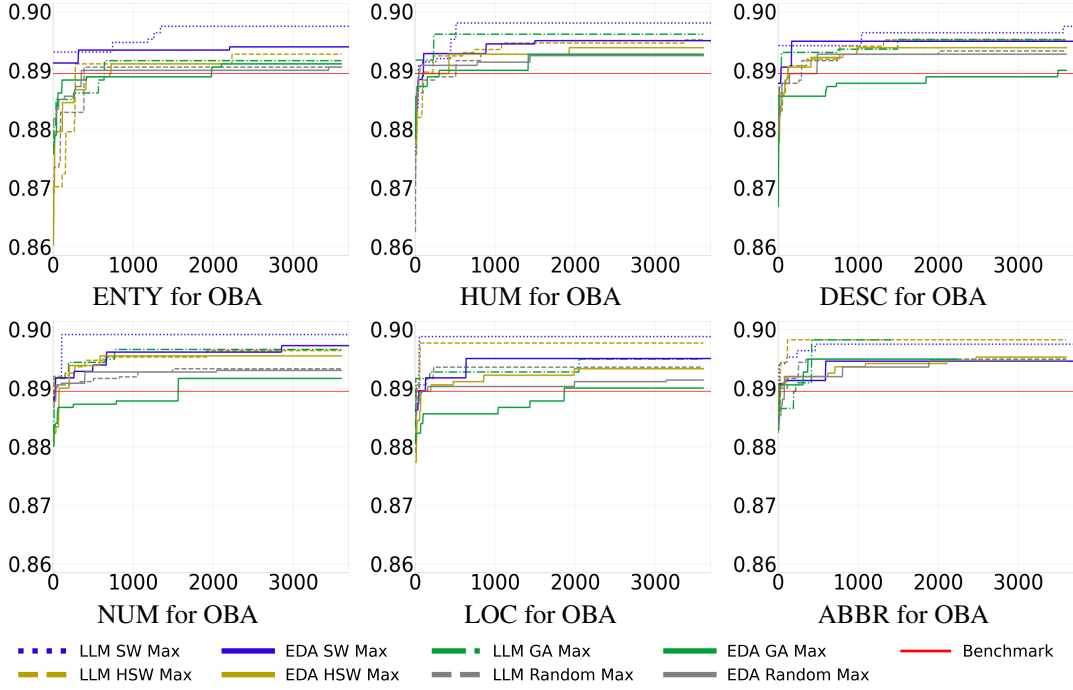 0.90 0.90 0.90
0.89 0.89 0.89
0.88 0.88 0.88
0.87 0.87 0.87
0.86 0.86 0.86
0 1000 2000 3000 0 1000 2000 3000 0 1000 2000 3000
ENTY for OBA HUM for OBA DESC for OBA
0.90 0.90 0.90
0.89 0.89 0.89
0.88 0.88 0.88
0.87 0.87 0.87
0.86 0.86 0.86
0 1000 2000 3000 0 1000 2000 3000 0 1000 2000 3000
NUM for OBA LOC for OBA ABBR for OBA
LLM SW Max EDA SW Max LLM GA Max EDA GA Max Benchmark
LLM HSW Max EDA HSW Max LLM Random Max EDA Random Max